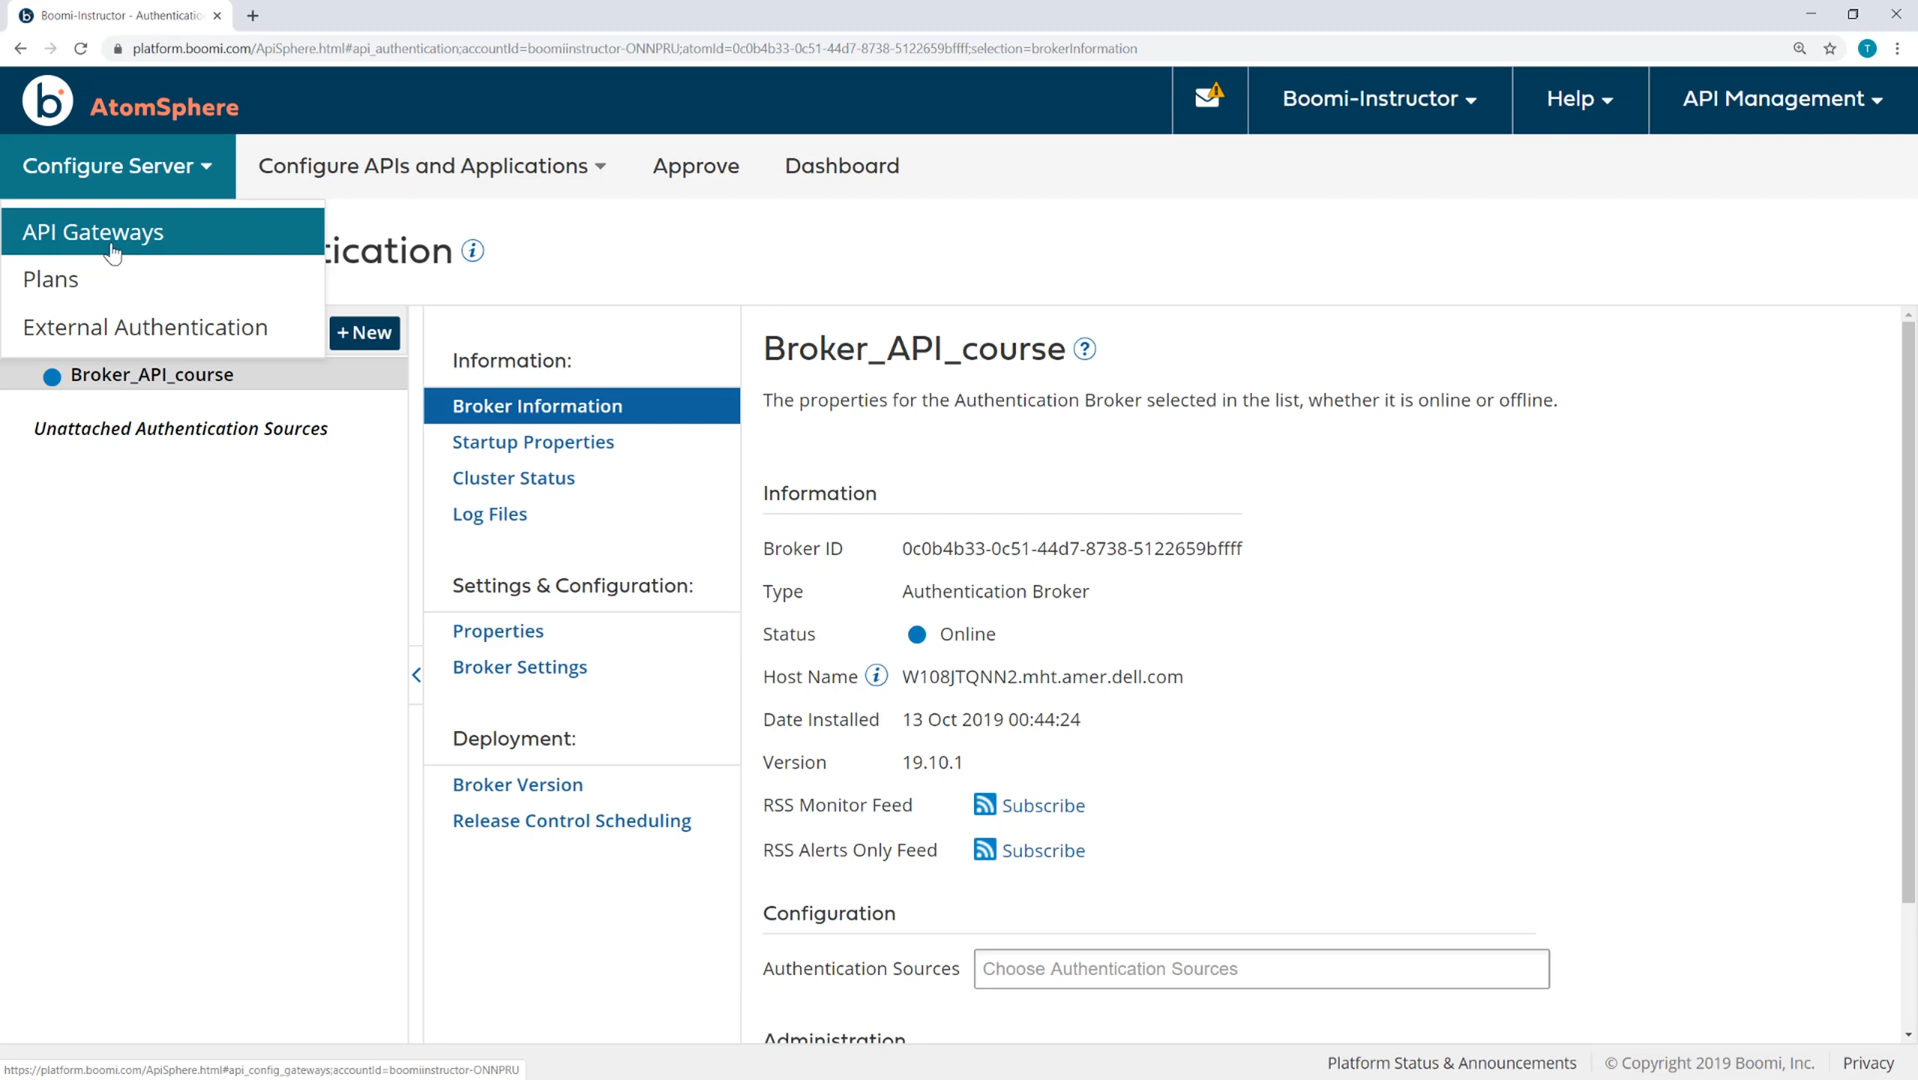 Boomi-Instructor - Authenticatio
platform.boomi.com/ApiSphere.html#api_authentication;accountId=boomiinstructor-ONNPRU;atomId=0c0b4b33-0c51-44d7-8738-5122659bffff;selection=brokerInformation
T
b AtomSphere
Boomi-Instructor
Help
API Management
Configure Server
Configure APIs and Applications
Approve
Dashboard
API Gateways
Plans
External Authentication
tication
+ New
Broker_API_course
Unattached Authentication Sources
Information:
Broker Information
Startup Properties
Cluster Status
Log Files
Settings & Configuration:
Properties
Broker Settings
Deployment:
Broker Version
Release Control Scheduling
Broker_API_course
The properties for the Authentication Broker selected in the list, whether it is online or offline.
Information
Broker ID 0c0b4b33-0c51-44d7-8738-5122659bffff
Type Authentication Broker
Status Online
Host Name W108JTQNN2.mht.amer.dell.com
Date Installed 13 Oct 2019 00:44:24
Version 19.10.1
RSS Monitor Feed Subscribe
RSS Alerts Only Feed Subscribe
Configuration
Authentication Sources Choose Authentication Sources
Administration
https://platform.boomi.com/ApiSphere.html#api_config_gateways;accountId=boomiinstructor-ONNPRU
Platform Status & Announcements
© Copyright 2019 Boomi, Inc.
Privacy